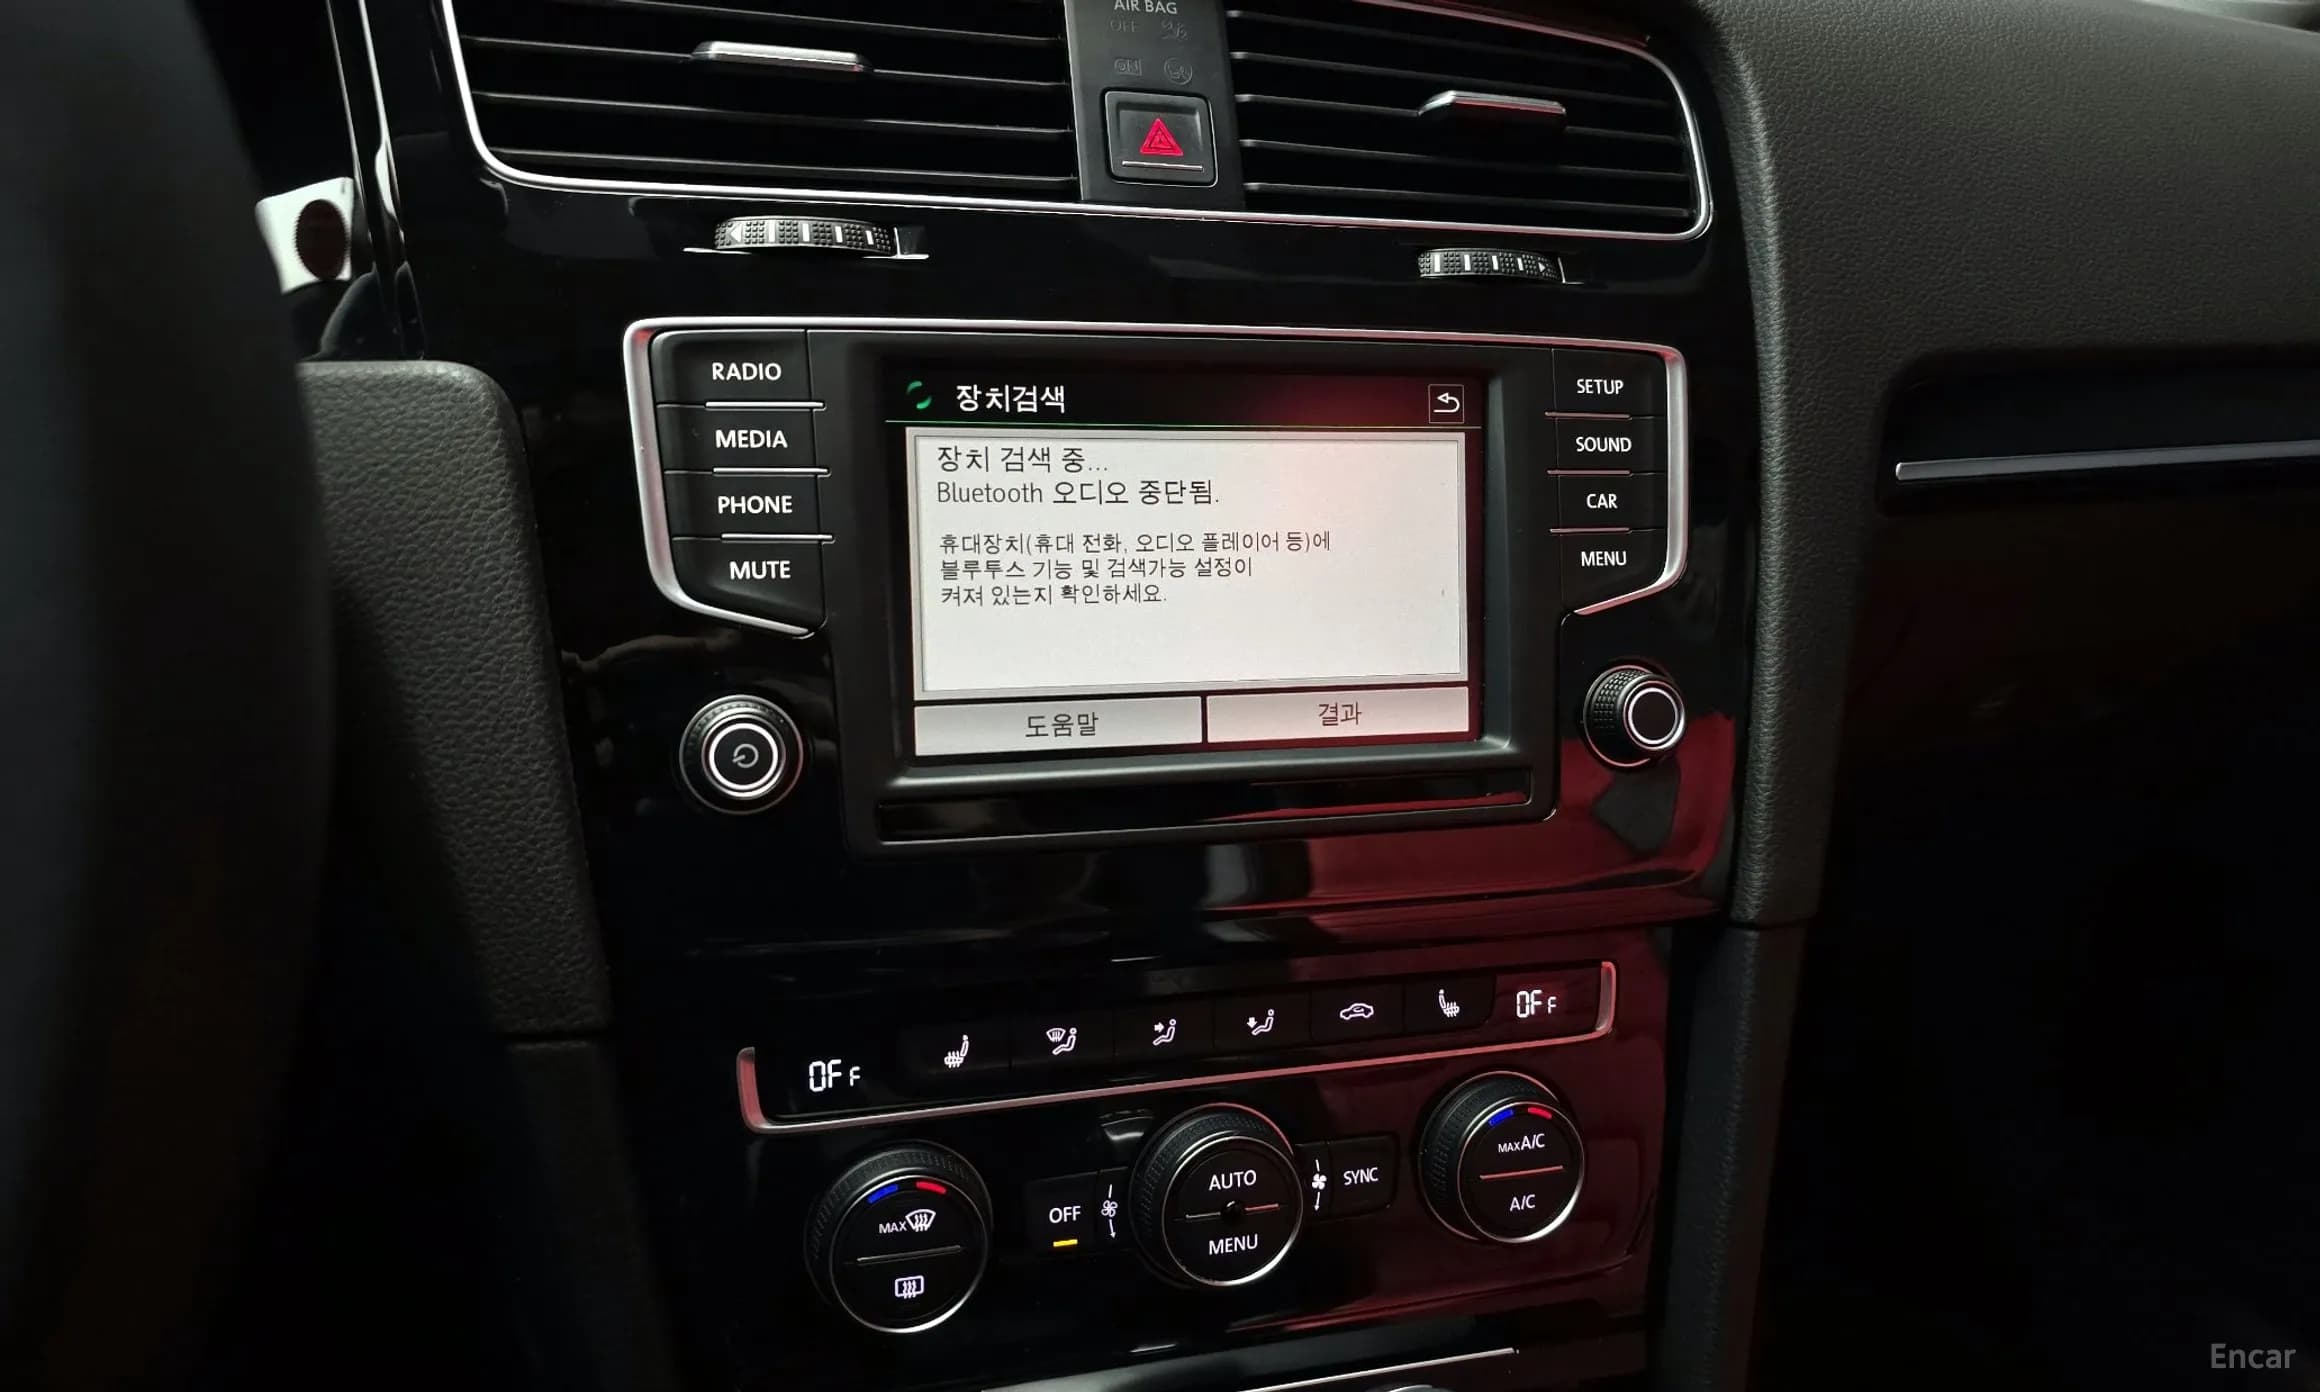 AIR BAG
OFF
ON
RADIO
MEDIA
PHONE
MUTE
장치검색
장치 검색 중...
Bluetooth 오디오 중단됨.
휴대장치(휴대 전화, 오디오 플레이어 등)에
블루투스 기능 및 검색가능 설정이
켜져 있는지 확인하세요.
도움말
결과
SETUP
SOUND
CAR
MENU
OFF
OFF
MAX
OFF
AUTO
MENU
SYNC
MAX A/C
A/C
Encar